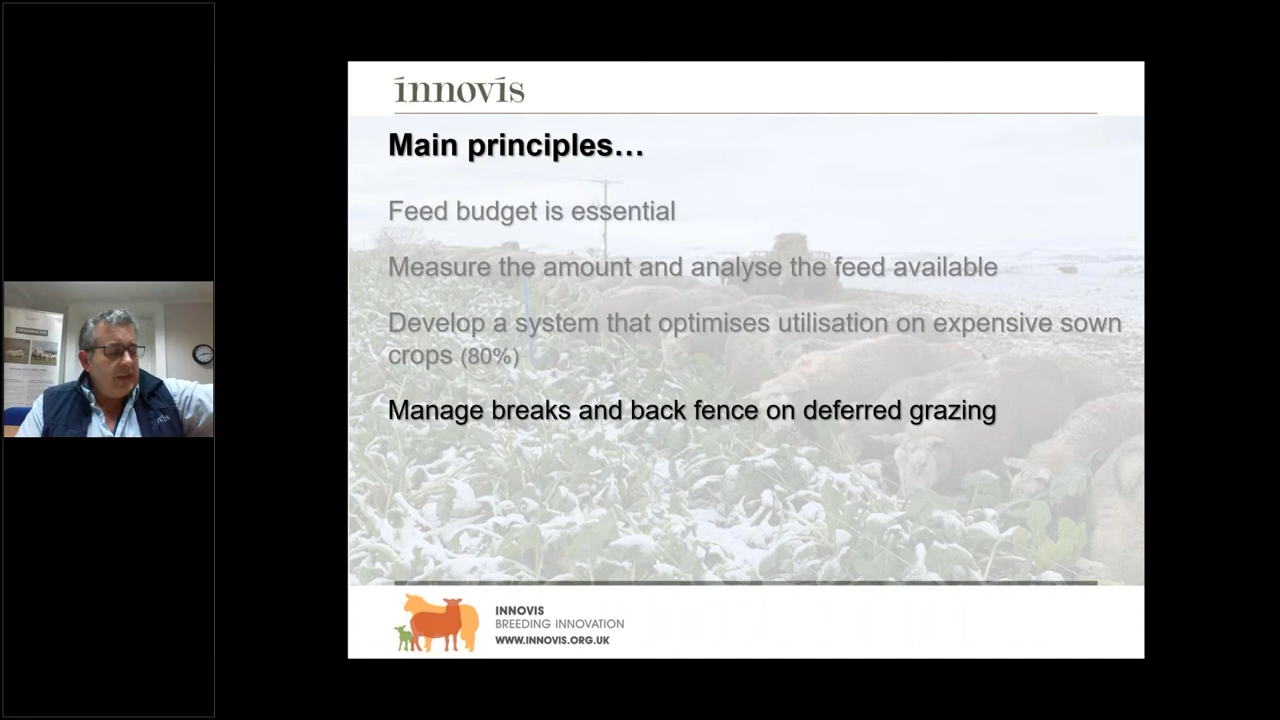 innovis
Main principles…
Feed budget is essential
Measure the amount and analyse the feed available
Develop a system that optimises utilisation on expensive sown
crops (80%)
Manage breaks and back fence on deferred grazing
INNOVIS
BREEDING INNOVATION
WWW.INNOVIS.ORG.UK